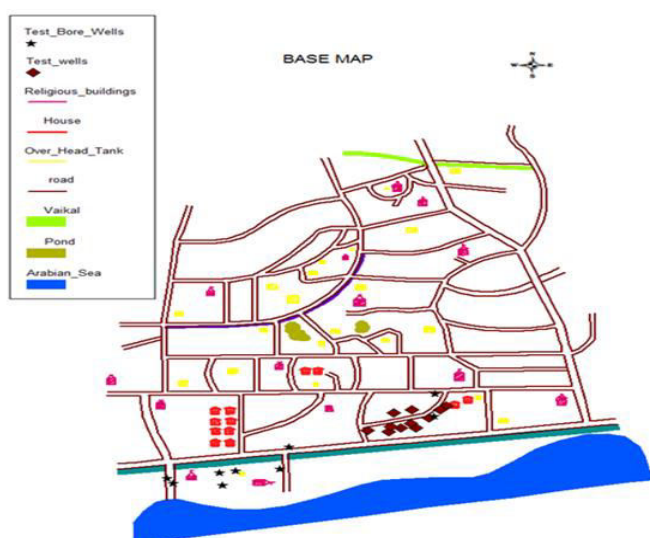 Test_Bore_Wells
Test_wells
Religious_buildings
House
Over_Head_Tank
road
Vaikal
Pond
Arabian_Sea
BASE MAP
N
W E
S